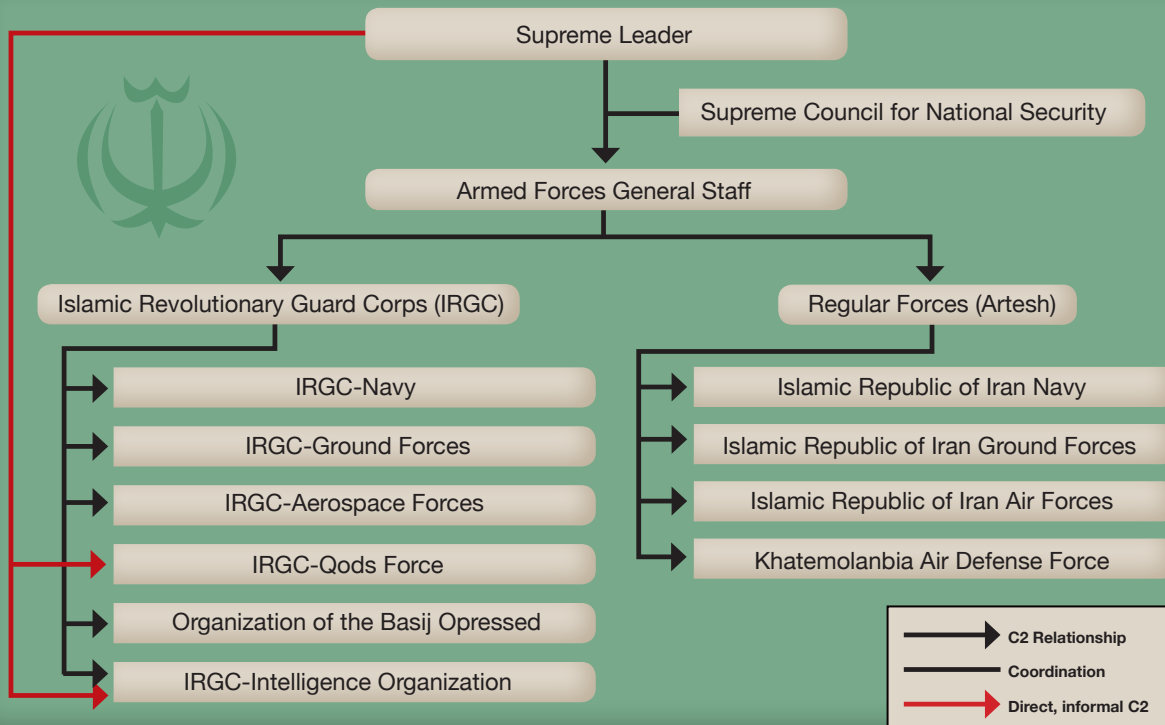 Supreme Leader
Supreme Council for National Security
Armed Forces General Staff
Islamic Revolutionary Guard Corps (IRGC)
Regular Forces (Artesh)
IRGC-Navy
IRGC-Ground Forces
IRGC-Aerospace Forces
IRGC-Qods Force
Organization of the Basij Opressed
IRGC-Intelligence Organization
Islamic Republic of Iran Navy
Islamic Republic of Iran Ground Forces
Islamic Republic of Iran Air Forces
Khatemolanbia Air Defense Force
C2 Relationship
Coordination
Direct, informal C2